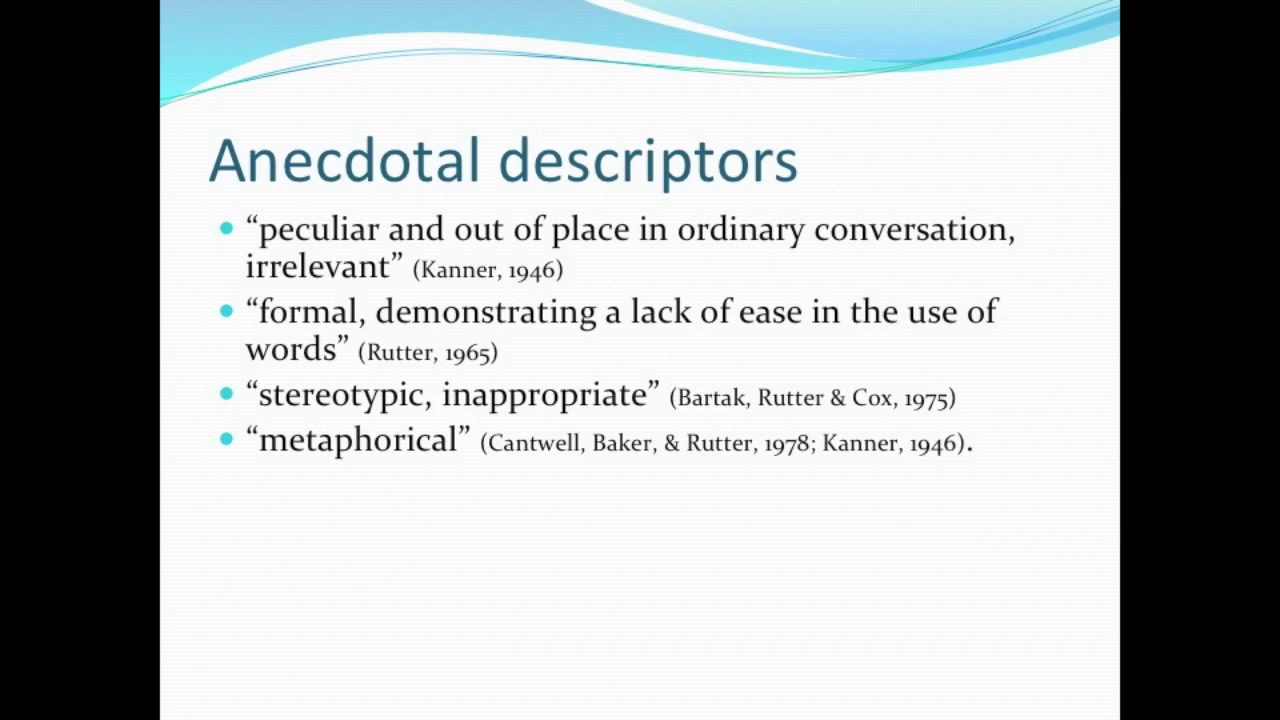 Anecdotal descriptors
• “peculiar and out of place in ordinary conversation,
irrelevant” (Kanner, 1946)
• “formal, demonstrating a lack of ease in the use of
words” (Rutter, 1965)
• “stereotypic, inappropriate” (Bartak, Rutter & Cox, 1975)
• “metaphorical” (Cantwell, Baker, & Rutter, 1978; Kanner, 1946).